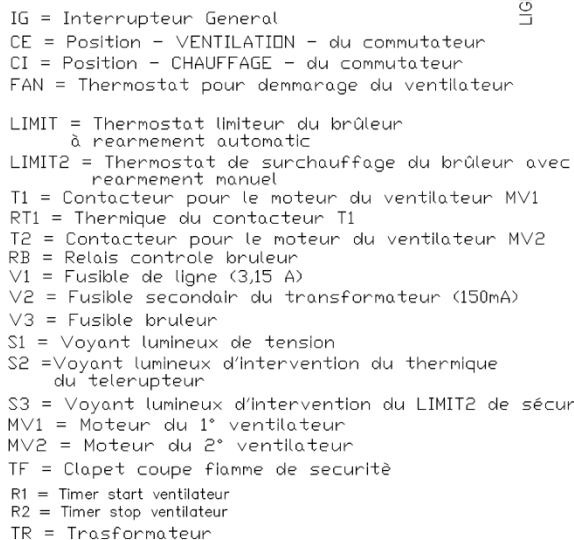 LIG
IG = Interrupteur General
CE = Position - VENTILATION - du commutateur
CI = Position - CHAUFFAGE - du commutateur
FAN = Thermostat pour demmarage du ventilateur
LIMIT = Thermostat limiteur du brûleur
à rearmement automatic
LIMIT2 = Thermostat de surchauffage du brûleur avec
rearmement manuel
T1 = Contacteur pour le moteur du ventilateur MV1
RT1 = Thermique du contacteur T1
T2 = Contacteur pour le moteur du ventilateur MV2
RB = Relais controle bruleur
V1 = Fusible de ligne (3,15 A)
V2 = Fusible secondair du transformateur (150mA)
V3 = Fusible bruleur
S1 = Voyant lumineux de tension
S2 =Voyant lumineux d'intervention du thermique
du telerupteur
S3 = Voyant lumineux d'intervention du LIMIT2 de sécur
MV1 = Moteur du 1° ventilateur
MV2 = Moteur du 2° ventilateur
TF = Clapet coupe fiamme de securitè
R1 = Timer start ventilateur
R2 = Timer stop ventilateur
TR = Trasformateur